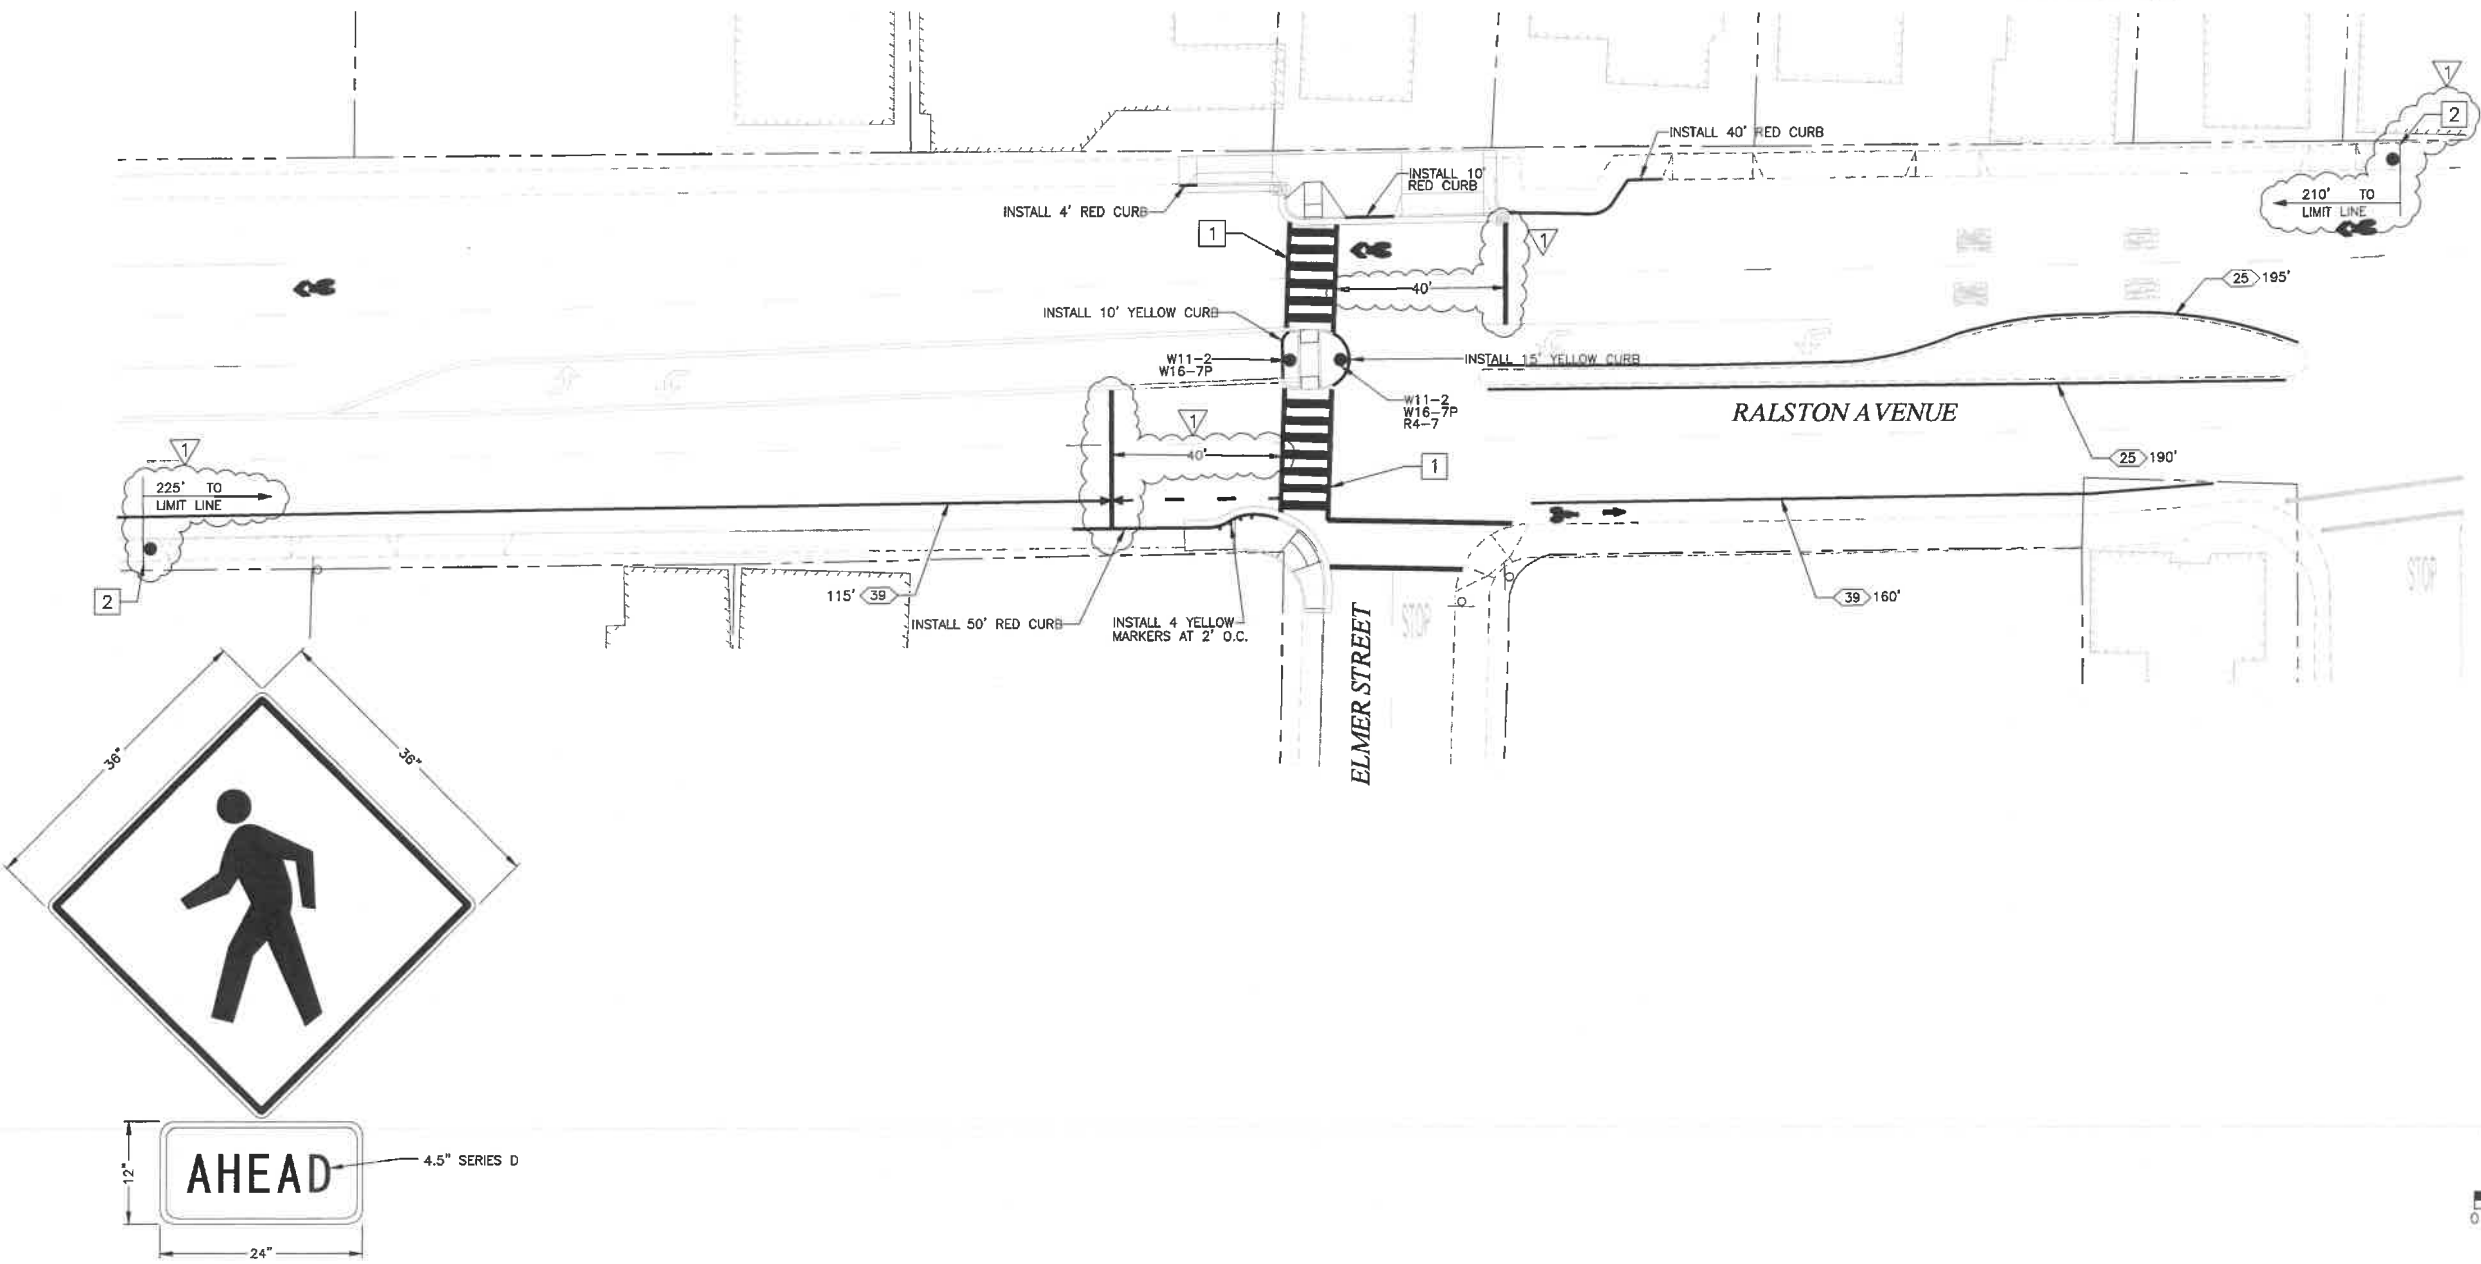 1
2
INSTALL 40' RED CURB
INSTALL 10'
RED CURB
210' TO
LIMIT LINE
INSTALL 4' RED CURB
1
1
25 195'
40'
INSTALL 10' YELLOW CURB
W11-2
W16-7P
INSTALL 15' YELLOW CURB
W11-2
W16-7P
R4-7
RALSTON AVENUE
1
1
40'
25 190'
1
225' TO
LIMIT LINE
2
115' 39
39 160'
INSTALL 50' RED CURB
INSTALL 4 YELLOW
MARKERS AT 2' O.C.
STOP
STOP
ELMER STREET
36"
36"
AHEAD
4.5" SERIES D
12"
24"
0